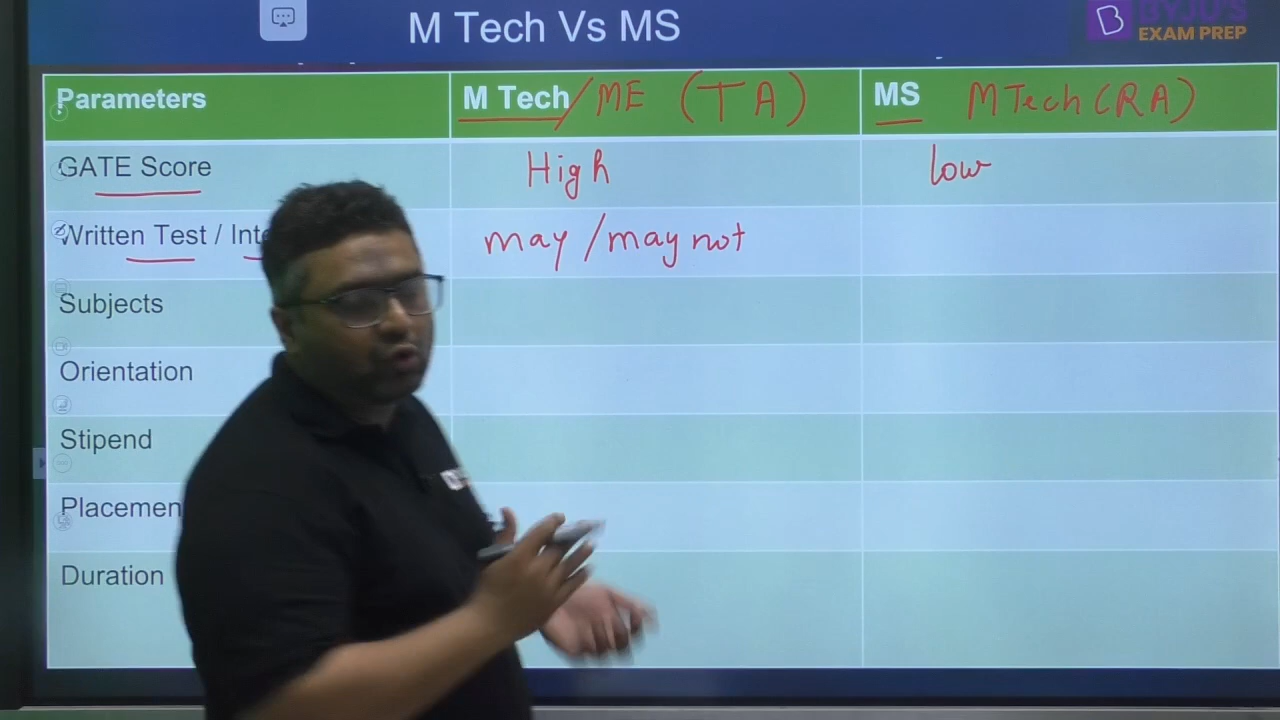 M Tech Vs MS
BYJU'S
EXAM PREP
Parameters
M Tech/ME (TA)
MS MTech (RA)
GATE Score
High
low
Written Test / Inte
may / may not
Subjects
Orientation
Stipend
Placemen
Duration